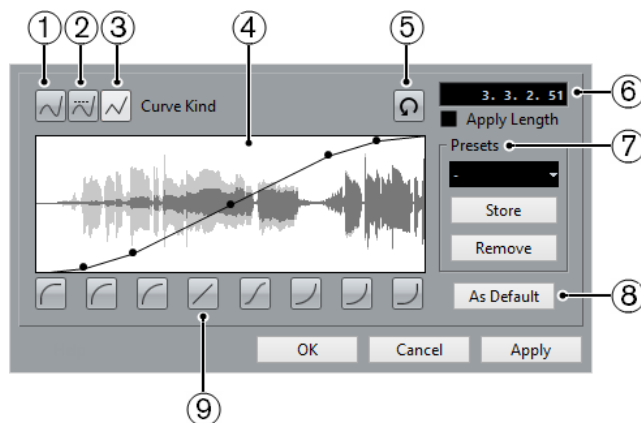 1 2 3 4 5
3. 3. 2. 51
6
Curve Kind
Apply Length
Presets
7
-
Store
Remove
As Default
8
OK Cancel Apply
9